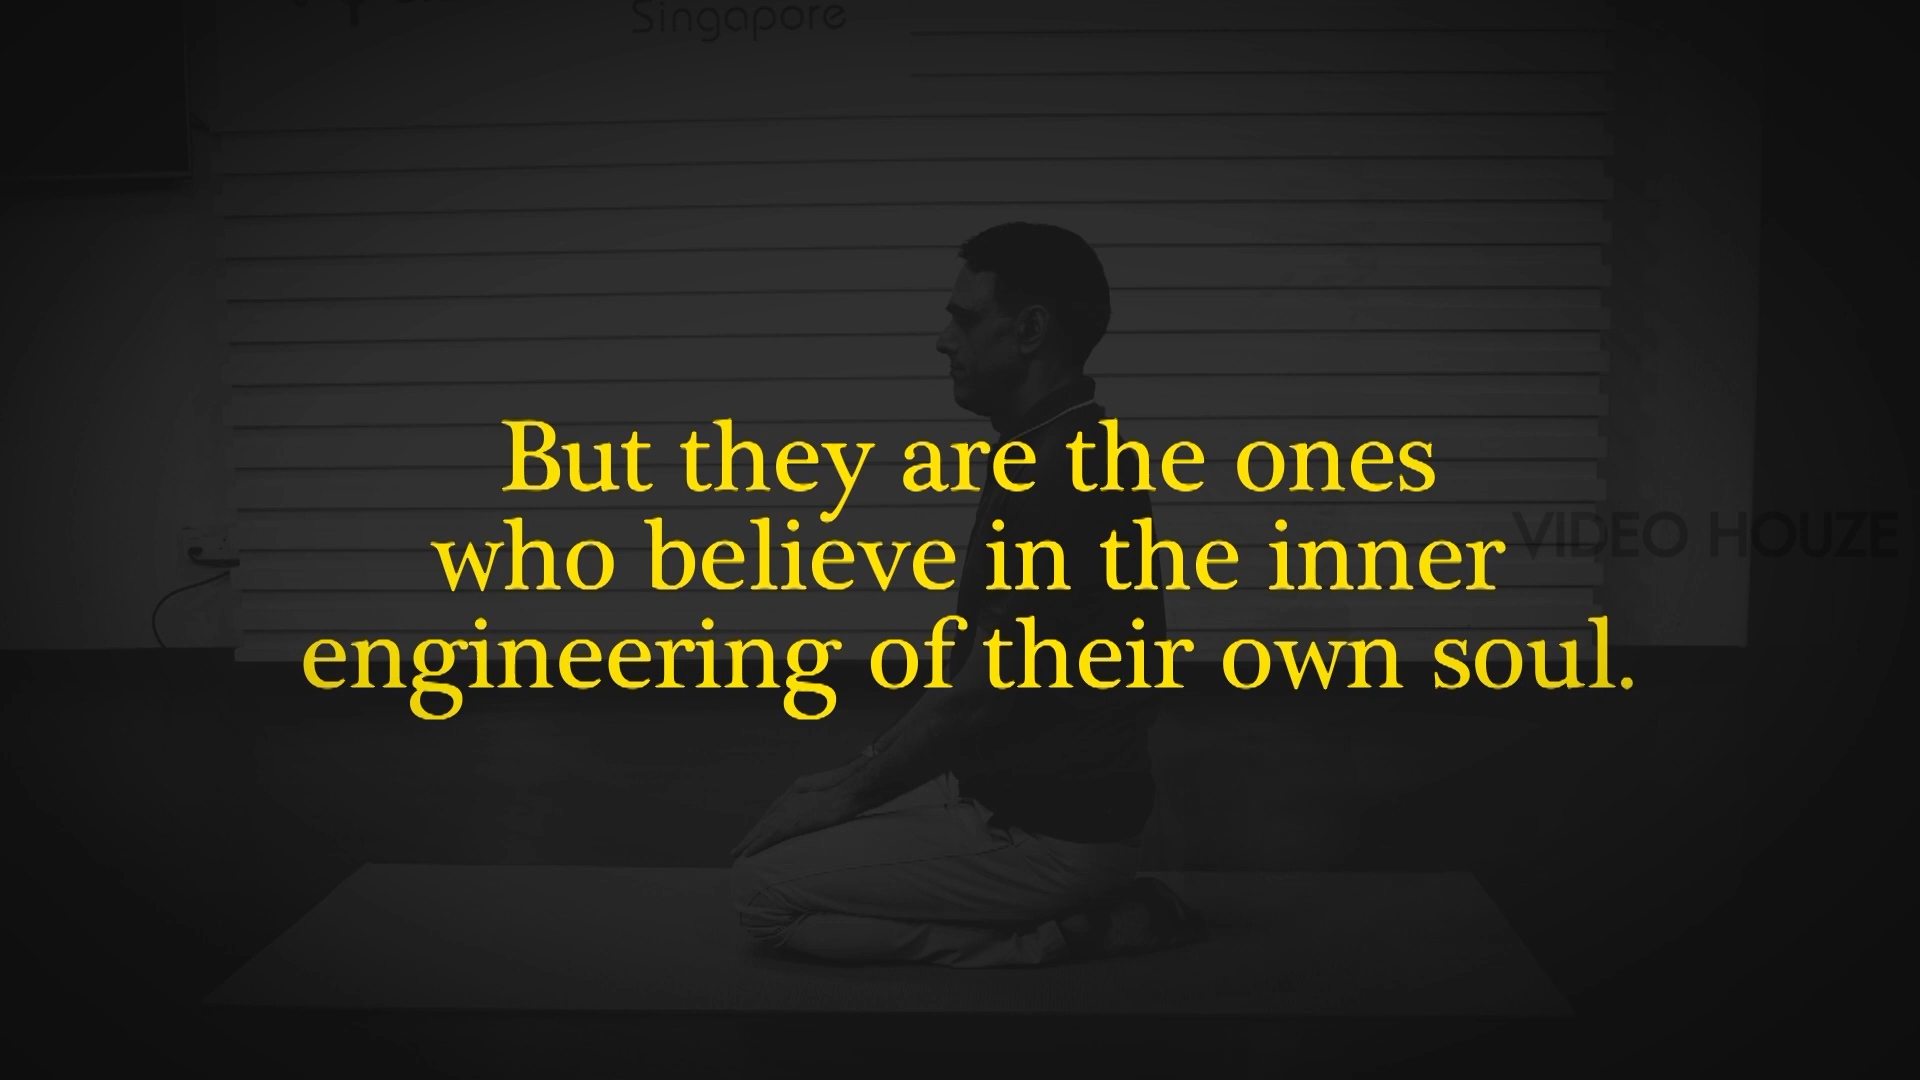 Singapore
But they are the ones
who believe in the inner
engineering of their own soul.
VIDEO HOUZE